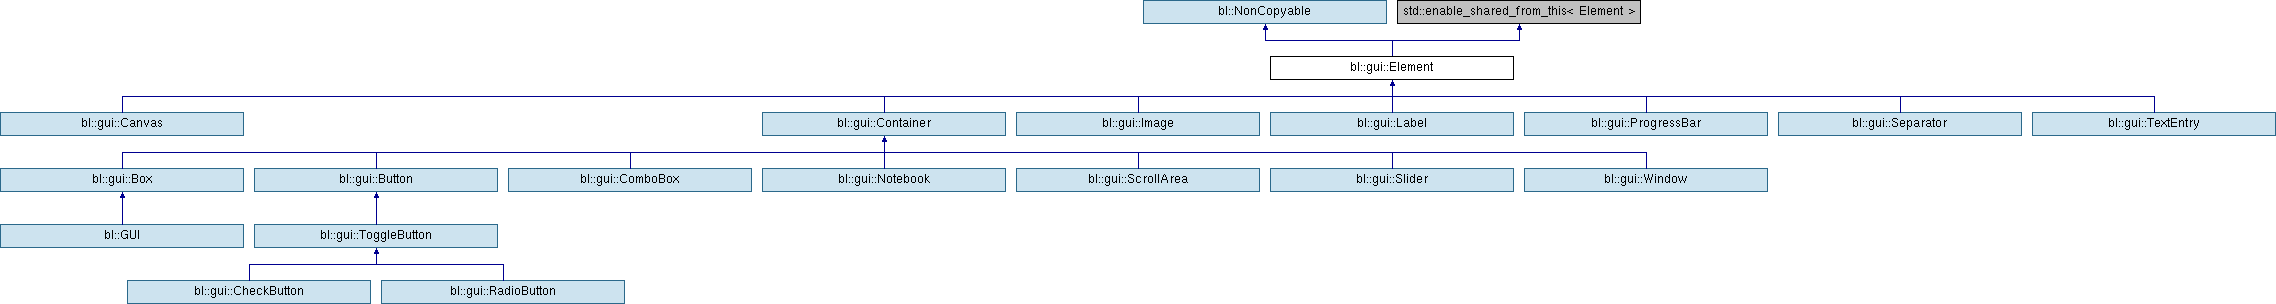 bl::NonCopyable
std::enable_shared_from_this< Element >
bl::gui::Element
bl::gui::Canvas
bl::gui::Container
bl::gui::Image
bl::gui::Label
bl::gui::ProgressBar
bl::gui::Separator
bl::gui::TextEntry
bl::gui::Box
bl::gui::Button
bl::gui::ComboBox
bl::gui::Notebook
bl::gui::ScrollArea
bl::gui::Slider
bl::gui::Window
bl::GUI
bl::gui::ToggleButton
bl::gui::CheckButton
bl::gui::RadioButton